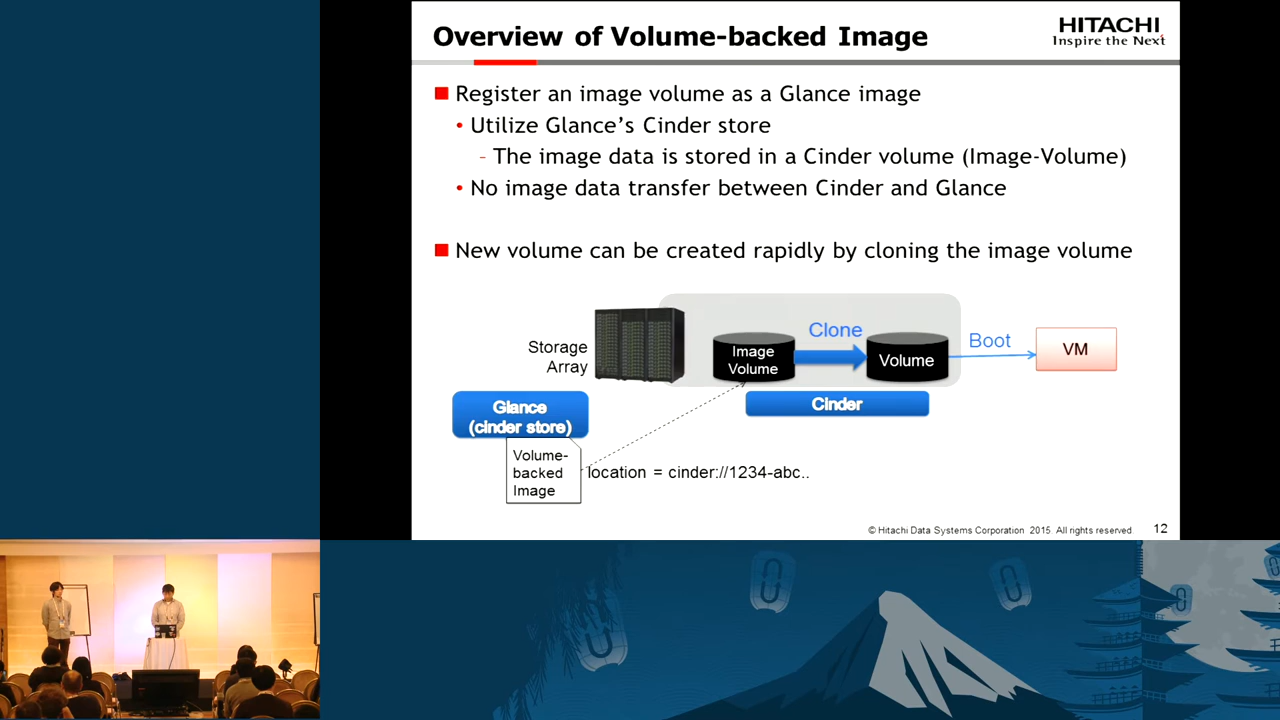 Overview of Volume-backed Image
HITACHI
Inspire the Next
Register an image volume as a Glance image
• Utilize Glance's Cinder store
- The image data is stored in a Cinder volume (Image-Volume)
• No image data transfer between Cinder and Glance
New volume can be created rapidly by cloning the image volume
Storage
Array
Image
Volume
Clone
Volume
Boot
VM
Glance
(cinder store)
Cinder
Volume-
backed
Image
location = cinder://1234-abc..
© Hitachi Data Systems Corporation 2015. All rights reserved.
12